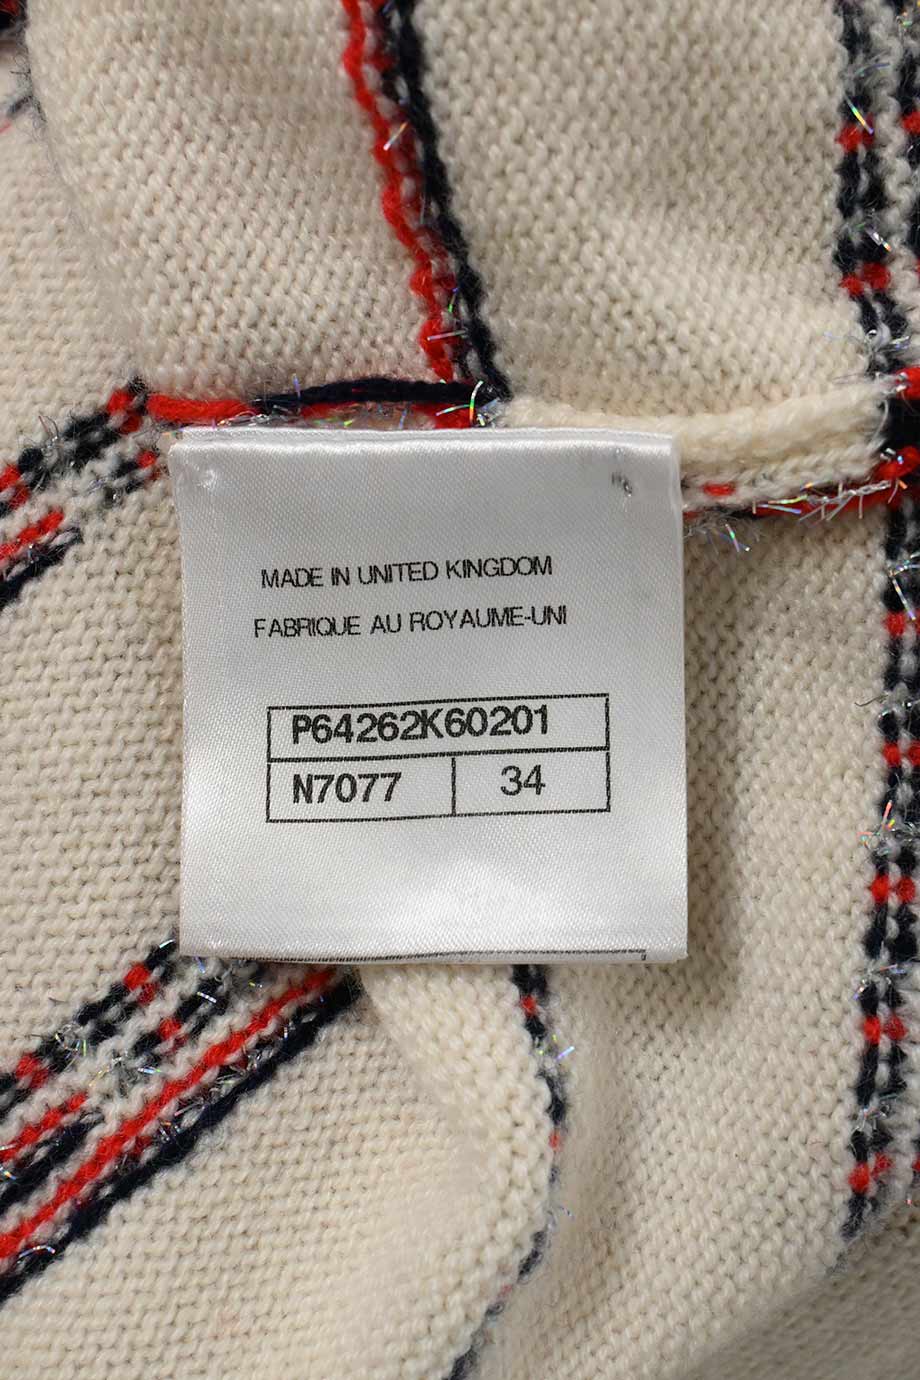 MADE IN UNITED KINGDOM
FABRIQUE AU ROYAUME-UNI
P64262K60201
N7077 34